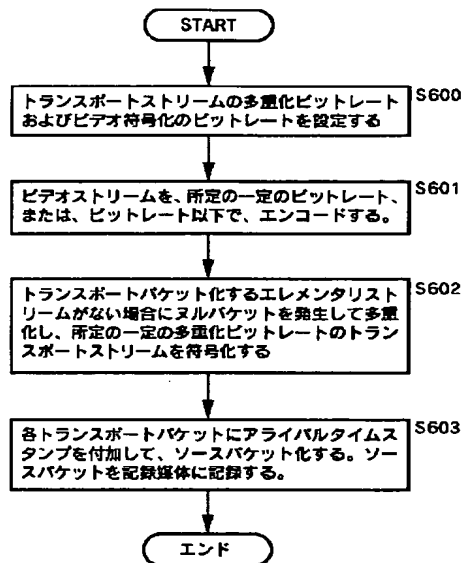 START
S600
トランスポートストリームの多重化ビットレート
およびビデオ符号化のビットレートを設定する
S601
ビデオストリームを、所定の一定のビットレート、
または、ビットレート以下で、エンコードする。
S602
トランスポートパケット化するエレメンタリスト
リームがない場合にヌルパケットを発生して多重
化し、所定の一定の多重化ビットレートのトラン
スポートストリームを符号化する
S603
各トランスポートパケットにアライバルタイムス
タンプを付加して、ソースパケット化する。ソー
スパケットを記録媒体に記録する。
エンド